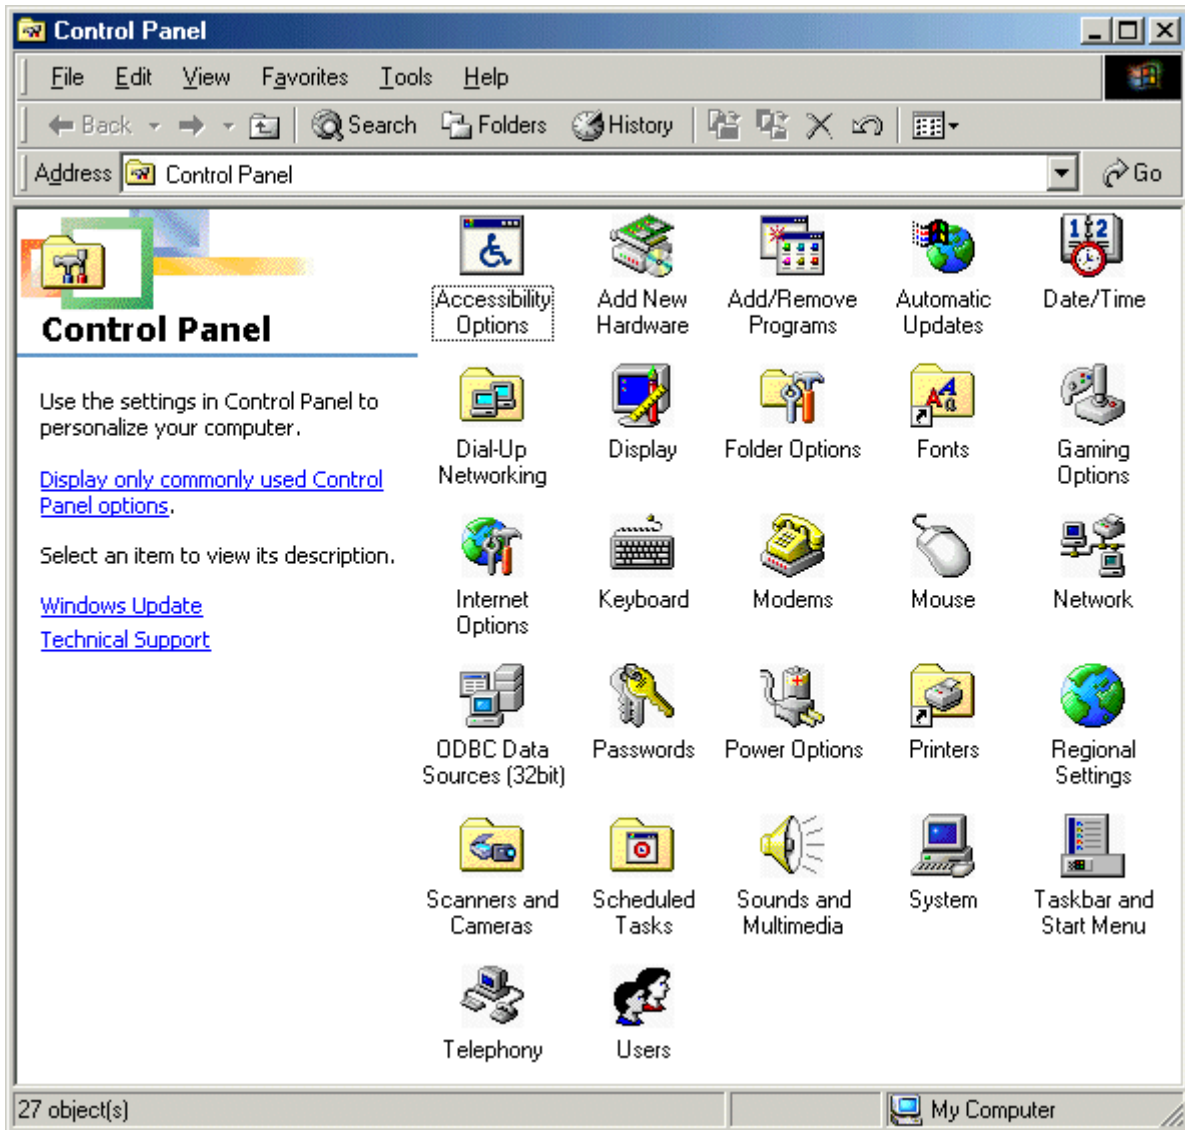 Control Panel
File Edit View Favorites Tools Help
Back Search Folders History
Address Control Panel Go
Control Panel
Use the settings in Control Panel to
personalize your computer.
Display only commonly used Control
Panel options.
Select an item to view its description.
Windows Update
Technical Support
Accessibility
Options
Add New
Hardware
Add/Remove
Programs
Automatic
Updates
12
Date/Time
Dial-Up
Networking
Display
Folder Options
Fonts
Gaming
Options
Internet
Options
Keyboard
Modems
Mouse
Network
ODBC Data
Sources (32bit)
Passwords
Power Options
Printers
Regional
Settings
Scanners and
Cameras
Scheduled
Tasks
Sounds and
Multimedia
System
Taskbar and
Start Menu
Telephony
Users
27 object(s) My Computer